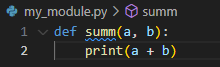 my_module.py > summ
1 def summ(a, b):
2     print(a + b)